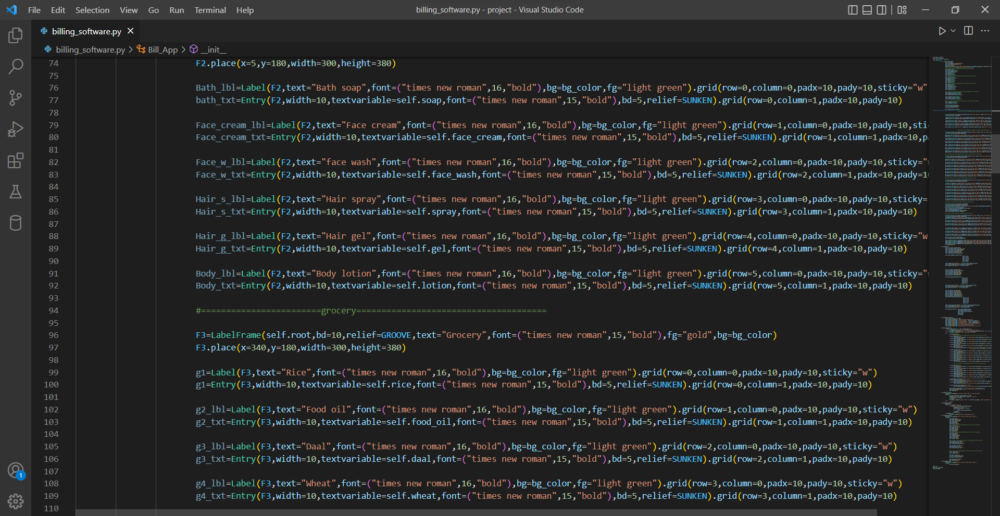 File Edit Selection View Go Run Terminal Help billing_software.py - project - Visual Studio Code
billing_software.py
billing_software.py > Bill_App > __init__
74 F2.place(x=5,y=180,width=300,height=380)
75
76 Bath_lbl=Label(F2,text="Bath soap",font=("times new roman",16,"bold"),bg=bg_color,fg="light green").grid(row=0,column=0,padx=10,pady=10,sticky="w"
77 bath_txt=Entry(F2,width=10,textvariable=self.soap,font=("times new roman",15,"bold"),bd=5,relief=SUNKEN).grid(row=0,column=1,padx=10,pady=10)
78
79 Face_cream_lbl=Label(F2,text="Face cream",font=("times new roman",16,"bold"),bg=bg_color,fg="light green").grid(row=1,column=0,padx=10,pady=10,sti
80 Face_cream_txt=Entry(F2,width=10,textvariable=self.face_cream,font=("times new roman",15,"bold"),bd=5,relief=SUNKEN).grid(row=1,column=1,padx=10,p
81
82 Face_w_lbl=Label(F2,text="face wash",font=("times new roman",16,"bold"),bg=bg_color,fg="light green").grid(row=2,column=0,padx=10,pady=10,sticky="
83 Face_w_txt=Entry(F2,width=10,textvariable=self.face_wash,font=("times new roman",15,"bold"),bd=5,relief=SUNKEN).grid(row=2,column=1,padx=10,pady=1
84
85 Hair_s_lbl=Label(F2,text="Hair spray",font=("times new roman",16,"bold"),bg=bg_color,fg="light green").grid(row=3,column=0,padx=10,pady=10,sticky=
86 Hair_s_txt=Entry(F2,width=10,textvariable=self.spray,font=("times new roman",15,"bold"),bd=5,relief=SUNKEN).grid(row=3,column=1,padx=10,pady=10)
87
88 Hair_g_lbl=Label(F2,text="Hair gel",font=("times new roman",16,"bold"),bg=bg_color,fg="light green").grid(row=4,column=0,padx=10,pady=10,sticky="w
89 Hair_g_txt=Entry(F2,width=10,textvariable=self.gel,font=("times new roman",15,"bold"),bd=5,relief=SUNKEN).grid(row=4,column=1,padx=10,pady=10)
90
91 Body_lbl=Label(F2,text="Body lotion",font=("times new roman",16,"bold"),bg=bg_color,fg="light green").grid(row=5,column=0,padx=10,pady=10,sticky="
92 Body_txt=Entry(F2,width=10,textvariable=self.lotion,font=("times new roman",15,"bold"),bd=5,relief=SUNKEN).grid(row=5,column=1,padx=10,pady=10)
93
94 #========================grocery======================================
95
96 F3=LabelFrame(self.root,bd=10,relief=GROOVE,text="Grocery",font=("times new roman",15,"bold"),fg="gold",bg=bg_color)
97 F3.place(x=340,y=180,width=300,height=380)
98
99 g1=Label(F3,text="Rice",font=("times new roman",16,"bold"),bg=bg_color,fg="light green").grid(row=0,column=0,padx=10,pady=10,sticky="w")
100 g1=Entry(F3,width=10,textvariable=self.rice,font=("times new roman",15,"bold"),bd=5,relief=SUNKEN).grid(row=0,column=1,padx=10,pady=10)
101
102 g2_lbl=Label(F3,text="Food oil",font=("times new roman",16,"bold"),bg=bg_color,fg="light green").grid(row=1,column=0,padx=10,pady=10,sticky="w")
103 g2_txt=Entry(F3,width=10,textvariable=self.food_oil,font=("times new roman",15,"bold"),bd=5,relief=SUNKEN).grid(row=1,column=1,padx=10,pady=10)
104
105 g3_lbl=Label(F3,text="Daal",font=("times new roman",16,"bold"),bg=bg_color,fg="light green").grid(row=2,column=0,padx=10,pady=10,sticky="w")
106 g3_txt=Entry(F3,width=10,textvariable=self.daal,font=("times new roman",15,"bold"),bd=5,relief=SUNKEN).grid(row=2,column=1,padx=10,pady=10)
107
108 g4_lbl=Label(F3,text="Wheat",font=("times new roman",16,"bold"),bg=bg_color,fg="light green").grid(row=3,column=0,padx=10,pady=10,sticky="w")
109 g4_txt=Entry(F3,width=10,textvariable=self.wheat,font=("times new roman",15,"bold"),bd=5,relief=SUNKEN).grid(row=3,column=1,padx=10,pady=10)
110
1